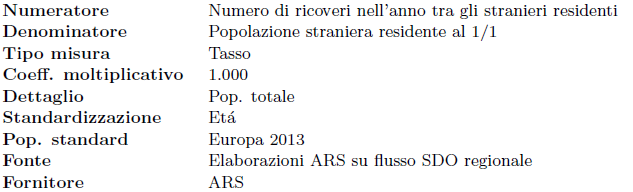 Numeratore Numero di ricoveri nell'anno tra gli stranieri residenti
Denominatore Popolazione straniera residente al 1/1
Tipo misura Tasso
Coeff. moltiplicativo 1.000
Dettaglio Pop. totale
Standardizzazione Etá
Pop. standard Europa 2013
Fonte Elaborazioni ARS su flusso SDO regionale
Fornitore ARS